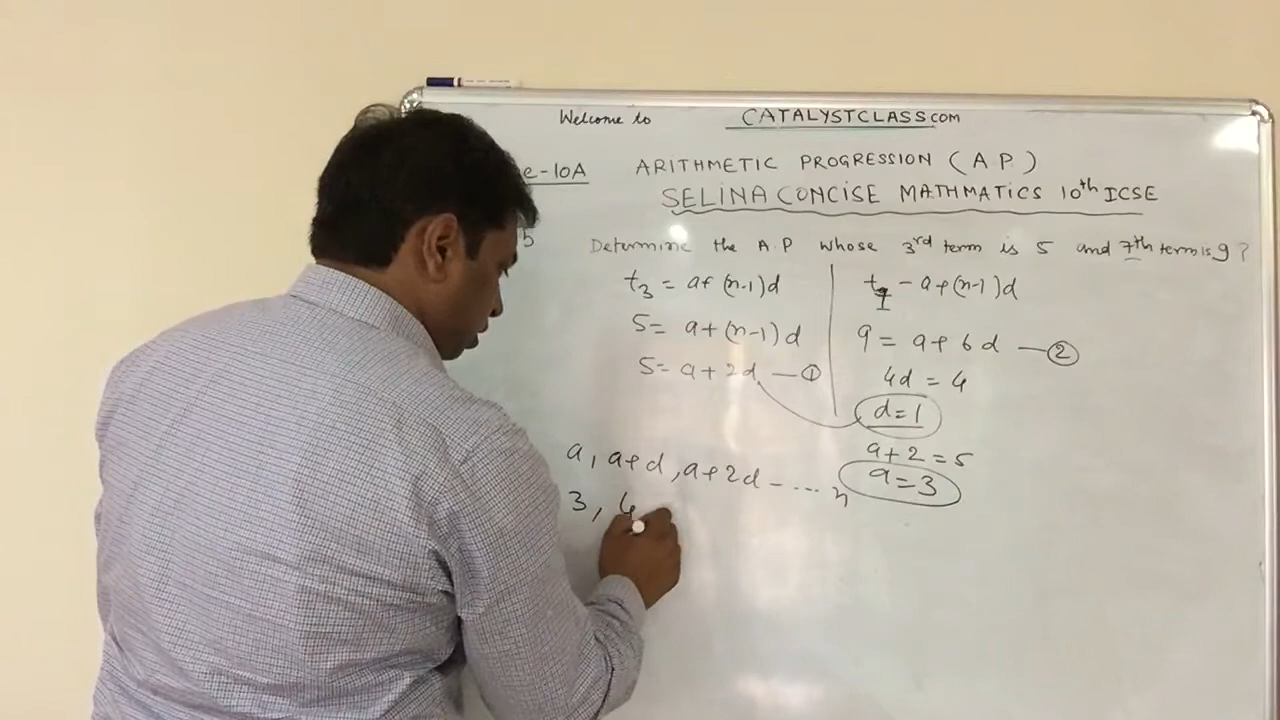 Welcome to CATALYSTCLASS.COM
e-10A ARITHMETIC PROGRESSION (A P)
SELINA CONCISE MATHMATICS 10th ICSE
Determine the A.P whose 3rd term is 5 and 7th term is 9?
t3 = a+(n-1)d
5= a+(n-1)d
5= a+2d —①
t7 - a+(n-1)d
9 = a+6d —②
4d = 4
d=1
a+2=5
a=3
a, a+d, a+2d-.... n
3, 4